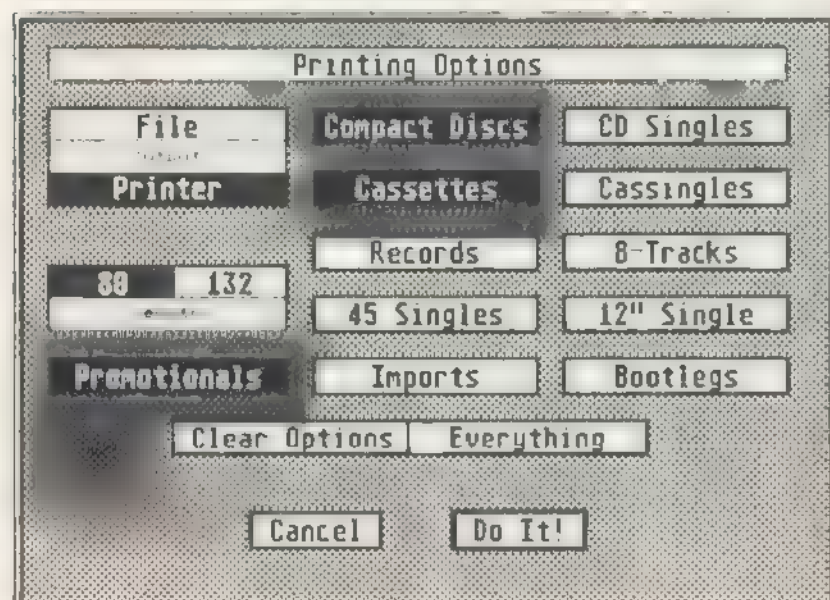 Printing Options
File
Printer
80 132
Promotionals
Compact Discs
Cassettes
Records
45 Singles
Imports
CD Singles
Cassingles
8-Tracks
12" Single
Bootlegs
Clear Options Everything
Cancel Do It!